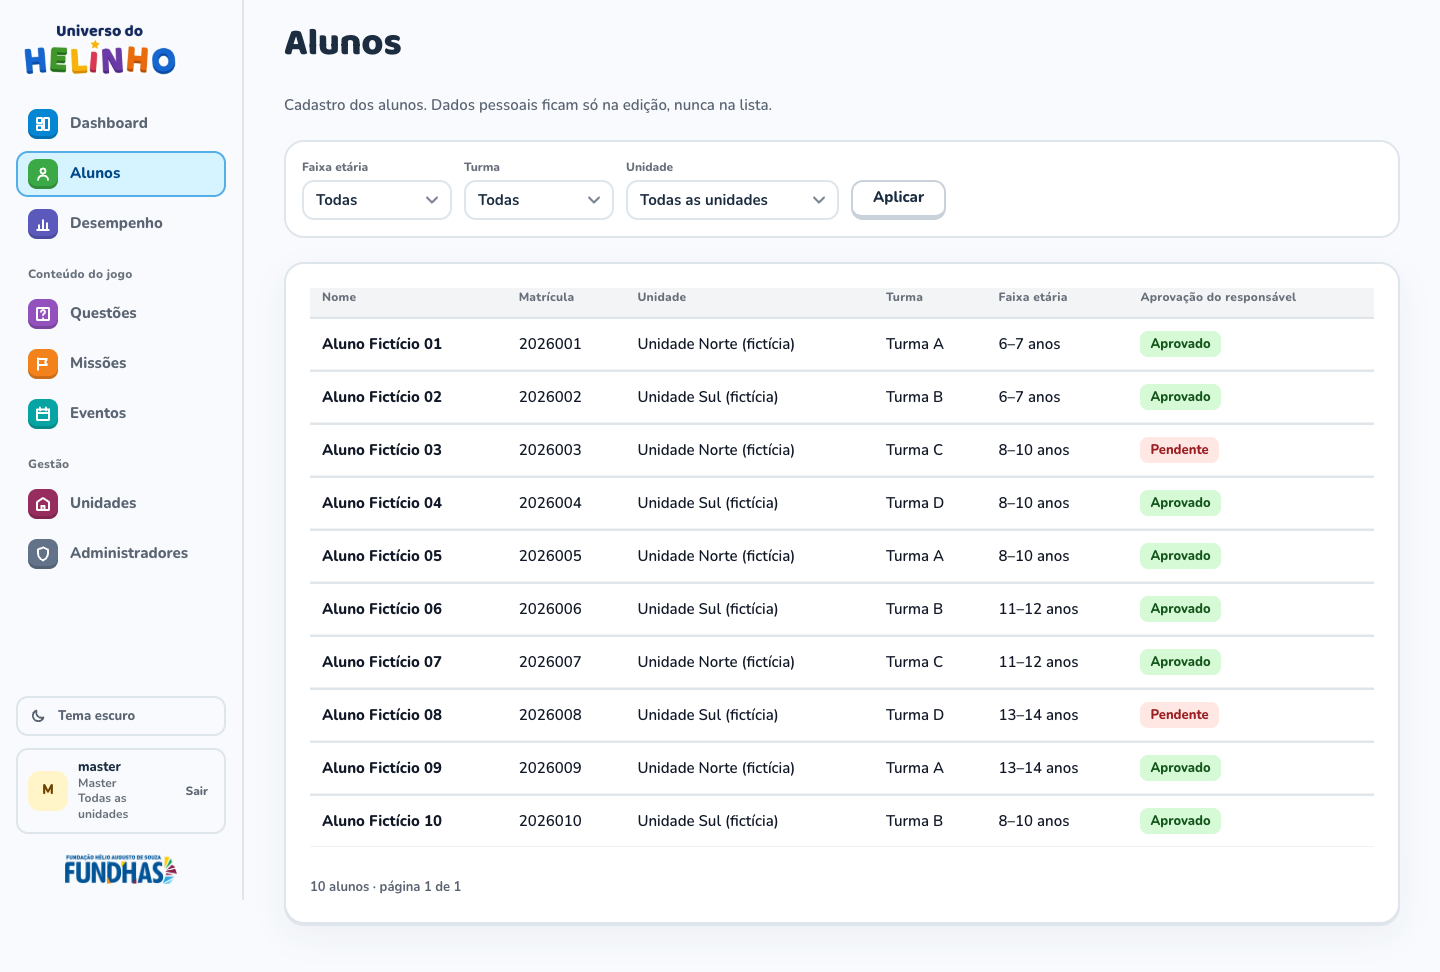 Universo do
HELINHO
Dashboard
Alunos
Desempenho
Conteúdo do jogo
Questões
Missões
Eventos
Gestão
Unidades
Administradores
Tema escuro
M
master
Master
Todas as
unidades
Sair
FUNDAÇÃO HÉLIO AUGUSTO DE SOUZA
FUNDHAS
Alunos
Cadastro dos alunos. Dados pessoais ficam só na edição, nunca na lista.
Faixa etária Turma Unidade
Todas Todas Todas as unidades Aplicar
Nome Matrícula Unidade Turma Faixa etária Aprovação do responsável
Aluno Fictício 01 2026001 Unidade Norte (fictícia) Turma A 6–7 anos Aprovado
Aluno Fictício 02 2026002 Unidade Sul (fictícia) Turma B 6–7 anos Aprovado
Aluno Fictício 03 2026003 Unidade Norte (fictícia) Turma C 8–10 anos Pendente
Aluno Fictício 04 2026004 Unidade Sul (fictícia) Turma D 8–10 anos Aprovado
Aluno Fictício 05 2026005 Unidade Norte (fictícia) Turma A 8–10 anos Aprovado
Aluno Fictício 06 2026006 Unidade Sul (fictícia) Turma B 11–12 anos Aprovado
Aluno Fictício 07 2026007 Unidade Norte (fictícia) Turma C 11–12 anos Aprovado
Aluno Fictício 08 2026008 Unidade Sul (fictícia) Turma D 13–14 anos Pendente
Aluno Fictício 09 2026009 Unidade Norte (fictícia) Turma A 13–14 anos Aprovado
Aluno Fictício 10 2026010 Unidade Sul (fictícia) Turma B 8–10 anos Aprovado
10 alunos · página 1 de 1